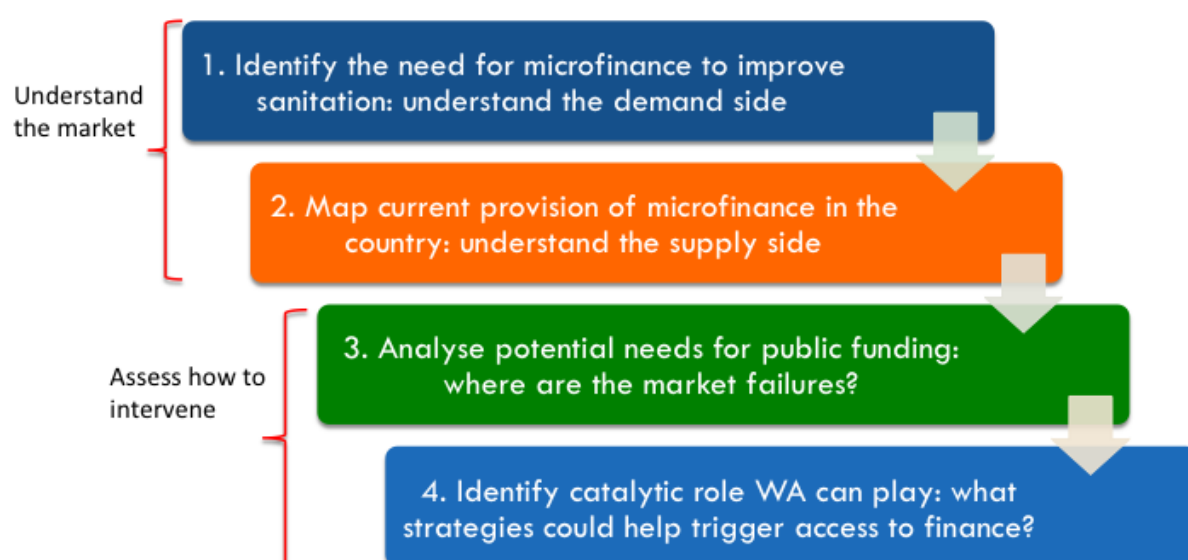 Understand
the market
1. Identify the need for microfinance to improve
sanitation: understand the demand side
2. Map current provision of microfinance in the
country: understand the supply side
Assess how to
intervene
3. Analyse potential needs for public funding:
where are the market failures?
4. Identify catalytic role WA can play: what
strategies could help trigger access to finance?